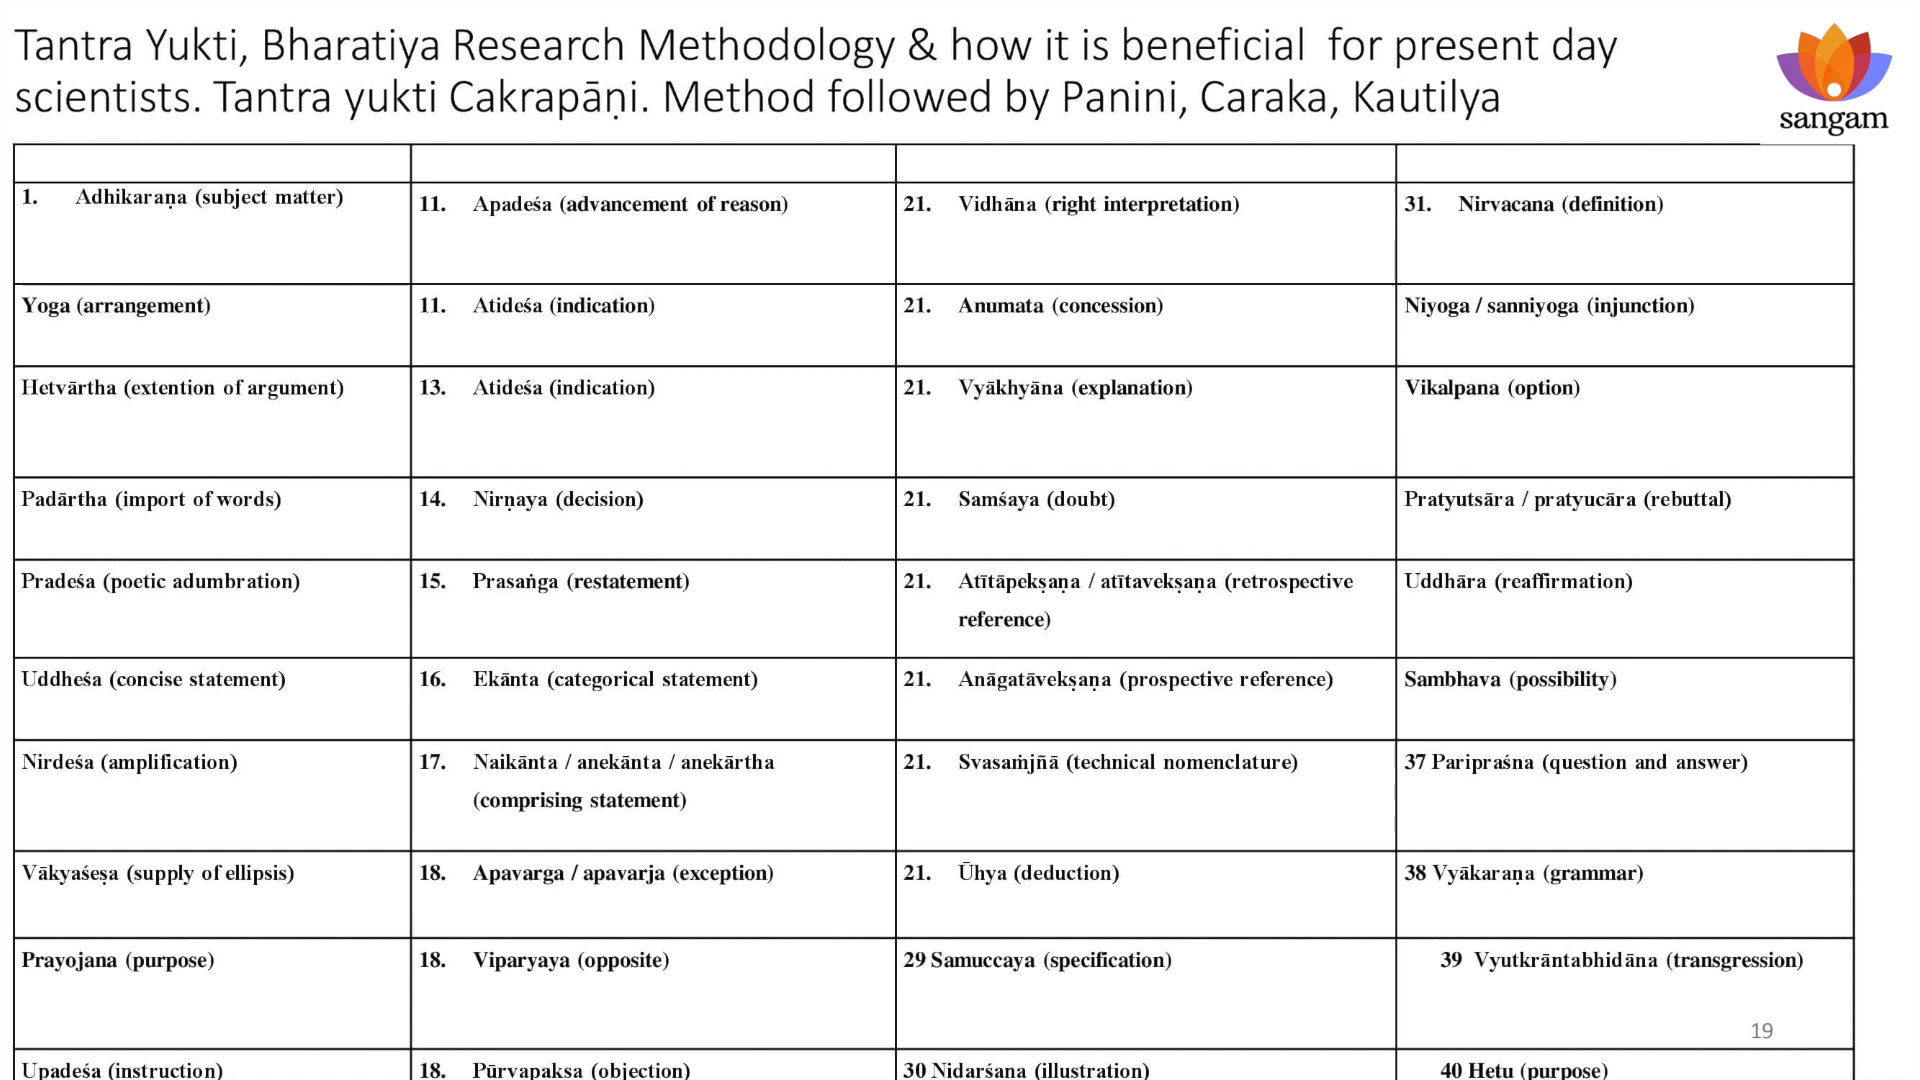 Tantra Yukti, Bharatiya Research Methodology & how it is beneficial for present day
scientists. Tantra yukti Cakrapāṇi. Method followed by Panini, Caraka, Kautilya
sangam
1. Adhikaraṇa (subject matter)
11. Apadeśa (advancement of reason)
21. Vidhāna (right interpretation)
31. Nirvacana (definition)
Yoga (arrangement)
11. Atideśa (indication)
21. Anumata (concession)
Niyoga / sanniyoga (injunction)
Hetvārtha (extention of argument)
13. Atideśa (indication)
21. Vyākhyāna (explanation)
Vikalpana (option)
Padārtha (import of words)
14. Nirṇaya (decision)
21. Samśaya (doubt)
Pratyutsāra / pratyucāra (rebuttal)
Pradeśa (poetic adumbration)
15. Prasaṅga (restatement)
21. Atītāpekṣaṇa / atītavekṣaṇa (retrospective
reference)
Uddhāra (reaffirmation)
Uddheśa (concise statement)
16. Ekānta (categorical statement)
21. Anāgatāvekṣaṇa (prospective reference)
Sambhava (possibility)
Nirdeśa (amplification)
17. Naikānta / anekānta / anekārtha
(comprising statement)
21. Svasaṁjñā (technical nomenclature)
37 Paripraśna (question and answer)
Vākyaśeṣa (supply of ellipsis)
18. Apavarga / apavarja (exception)
21. Ūhya (deduction)
38 Vyākaraṇa (grammar)
Prayojana (purpose)
18. Viparyaya (opposite)
29 Samuccaya (specification)
39 Vyutkrāntabhidāna (transgression)
19
Upadeśa (instruction)
18. Pūrvapakṣa (objection)
30 Nidarśana (illustration)
40 Hetu (purpose)